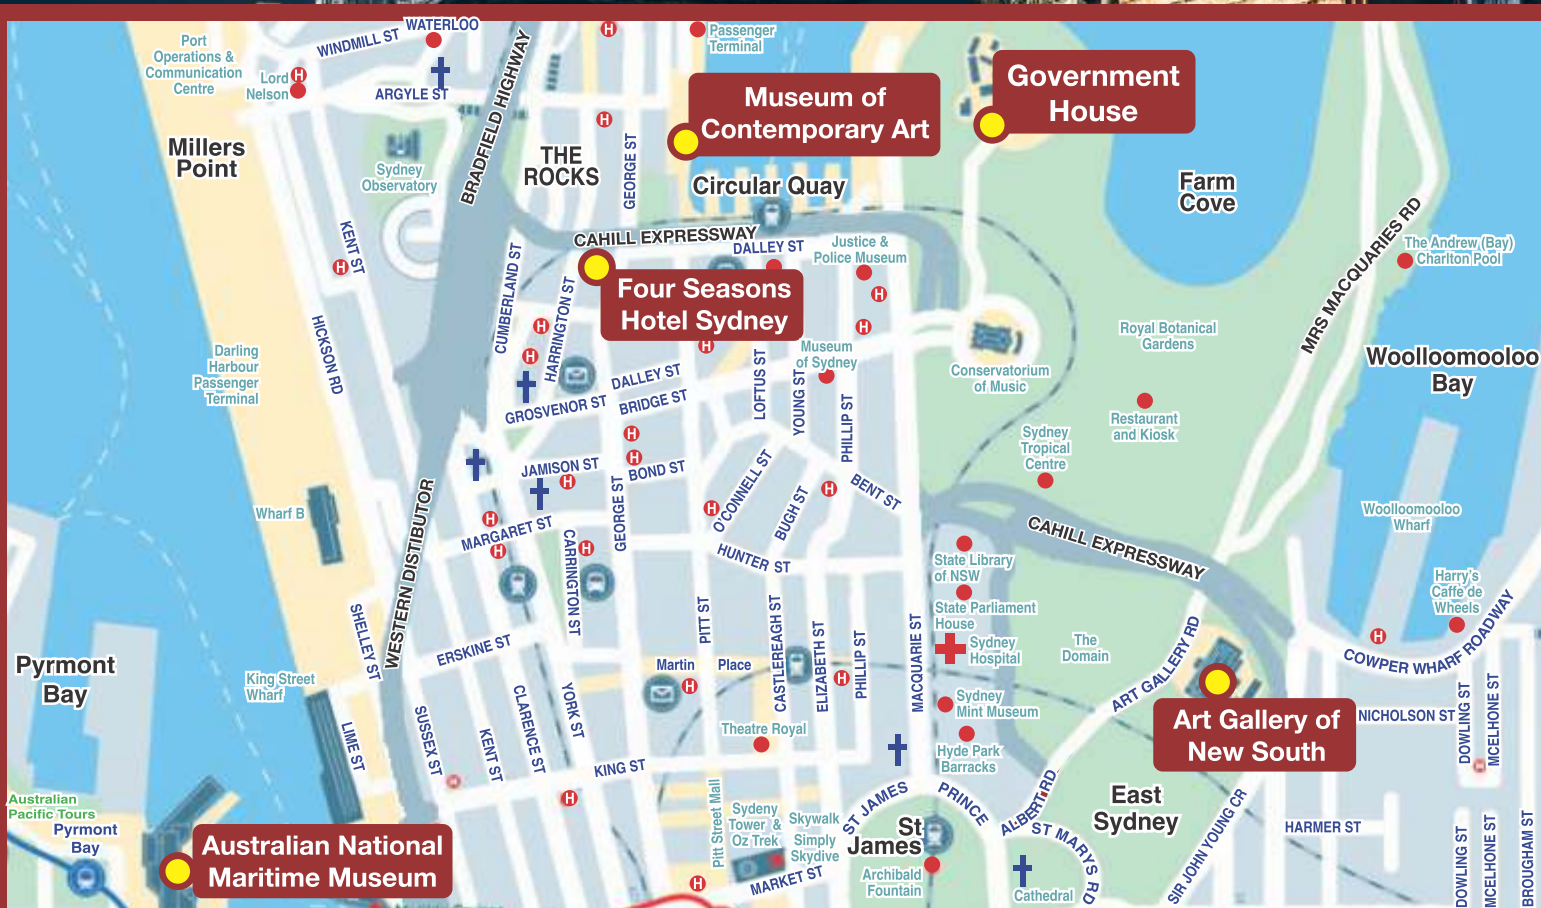 WATERLOO
WINDMILL ST
Port
Operations &
Communication
Centre
Lord
Nelson
ARGYLE ST
BRADFIELD HIGHWAY
Passenger
Terminal
Museum of
Contemporary Art
Government
House
Millers
Point
Sydney
Observatory
THE
ROCKS
GEORGE ST
Circular Quay
Farm
Cove
KENT ST
CAHILL EXPRESSWAY
DALLEY ST
Justice &
Police Museum
MRS MACQUARIES RD
The Andrew (Bay)
Charlton Pool
CUMBERLAND ST
HARRINGTON ST
Four Seasons
Hotel Sydney
HICKSON RD
Darling
Harbour
Passenger
Terminal
Museum
of Sydney
Royal Botanical
Gardens
Woolloomooloo
Bay
Conservatorium
of Music
DALLEY ST
BRIDGE ST
GROSVENOR ST
LOFTUS ST
YOUNG ST
PHILLIP ST
Restaurant
and Kiosk
Sydney
Tropical
Centre
JAMISON ST
BOND ST
GEORGE ST
O'CONNELL ST
BUGH ST
BENT ST
Wharf B
WESTERN DISTIBUTOR
MARGARET ST
CARRINGTON ST
HUNTER ST
CAHILL EXPRESSWAY
Woolloomooloo
Wharf
State Library
of NSW
State Parliament
House
Sydney
Hospital
The
Domain
Harry's
Caffe de
Wheels
COWPER WHARF ROADWAY
SHELLEY ST
ERSKINE ST
PITT ST
CASTLEREAGH ST
ELIZABETH ST
PHILLIP ST
MACQUARIE ST
Martin Place
ART GALLERY RD
Pyrmont
Bay
King Street
Wharf
Sydney
Mint Museum
Art Gallery of
New South
NICHOLSON ST
DOWLING ST
MCELHONE ST
LIME ST
SUSSEX ST
KENT ST
CLARENCE ST
YORK ST
KING ST
Theatre Royal
Hyde Park
Barracks
Australian
Pacific Tours
Pyrmont
Bay
Australian National
Maritime Museum
Pitt Street Mall
Sydeny
Tower &
Oz Trek
Skywalk
Simply
Skydive
MARKET ST
ST JAMES
PRINCE
ALBERT RD
St
James
Archibald
Fountain
ST MARYS RD
Cathedral
East
Sydney
SIR JOHN YOUNG CR
HARMER ST
DOWLING ST
MCELHONE ST
BROUGHAM ST